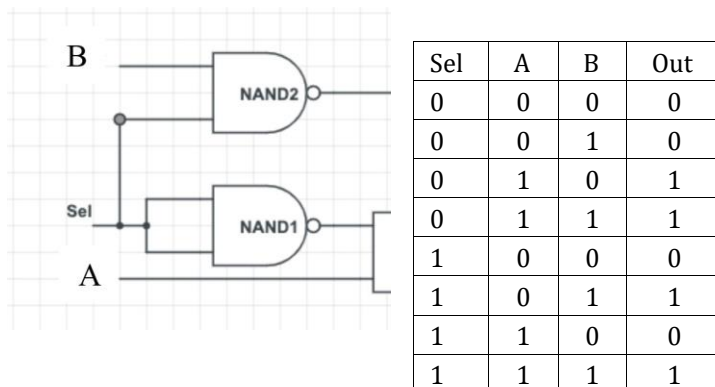 B
NAND2
Sel
NAND1
A
Sel A B Out
0 0 0 0
0 0 1 0
0 1 0 1
0 1 1 1
1 0 0 0
1 0 1 1
1 1 0 0
1 1 1 1